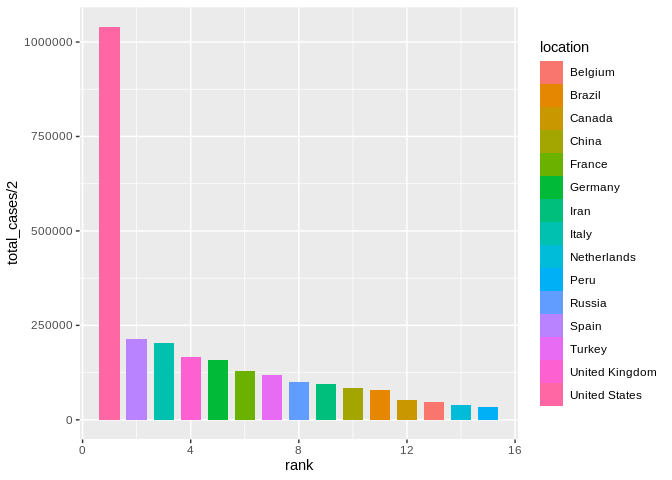 1000000
750000
500000
250000
0
total_cases/2
0 4 8 12 16
rank
location
Belgium
Brazil
Canada
China
France
Germany
Iran
Italy
Netherlands
Peru
Russia
Spain
Turkey
United Kingdom
United States